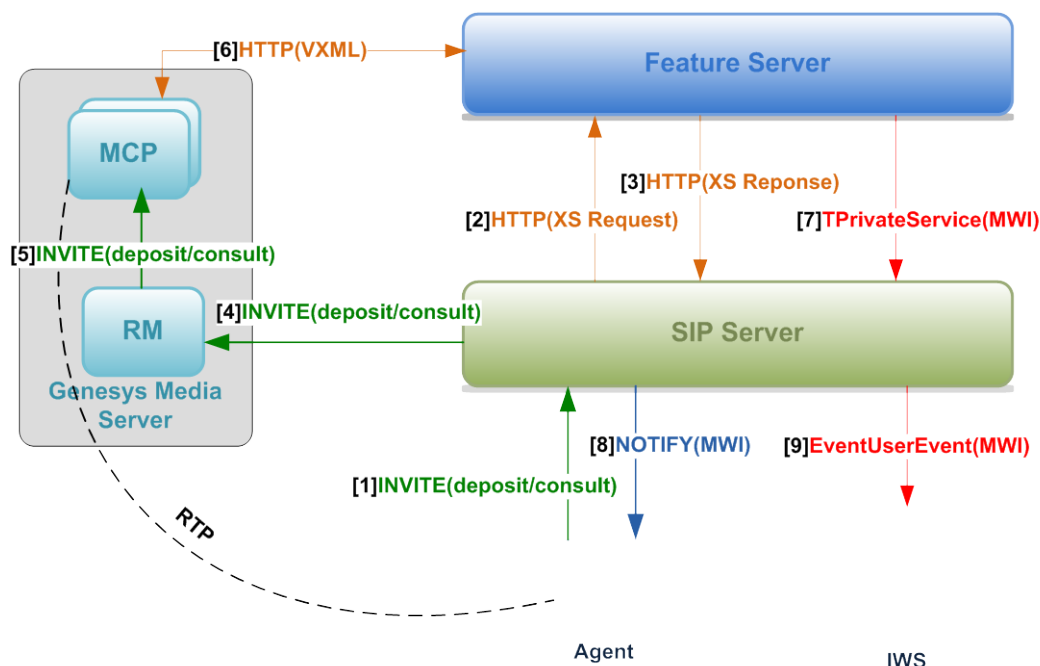 [6]HTTP(VXML)
Feature Server
MCP
[3]HTTP(XS Reponse)
[2]HTTP(XS Request)
[7]TPrivateService(MWI)
[5]INVITE(deposit/consult)
[4]INVITE(deposit/consult)
RM
SIP Server
Genesys Media
Server
[8]NOTIFY(MWI)
[9]EventUserEvent(MWI)
[1]INVITE(deposit/consult)
RTP
Agent
IWS